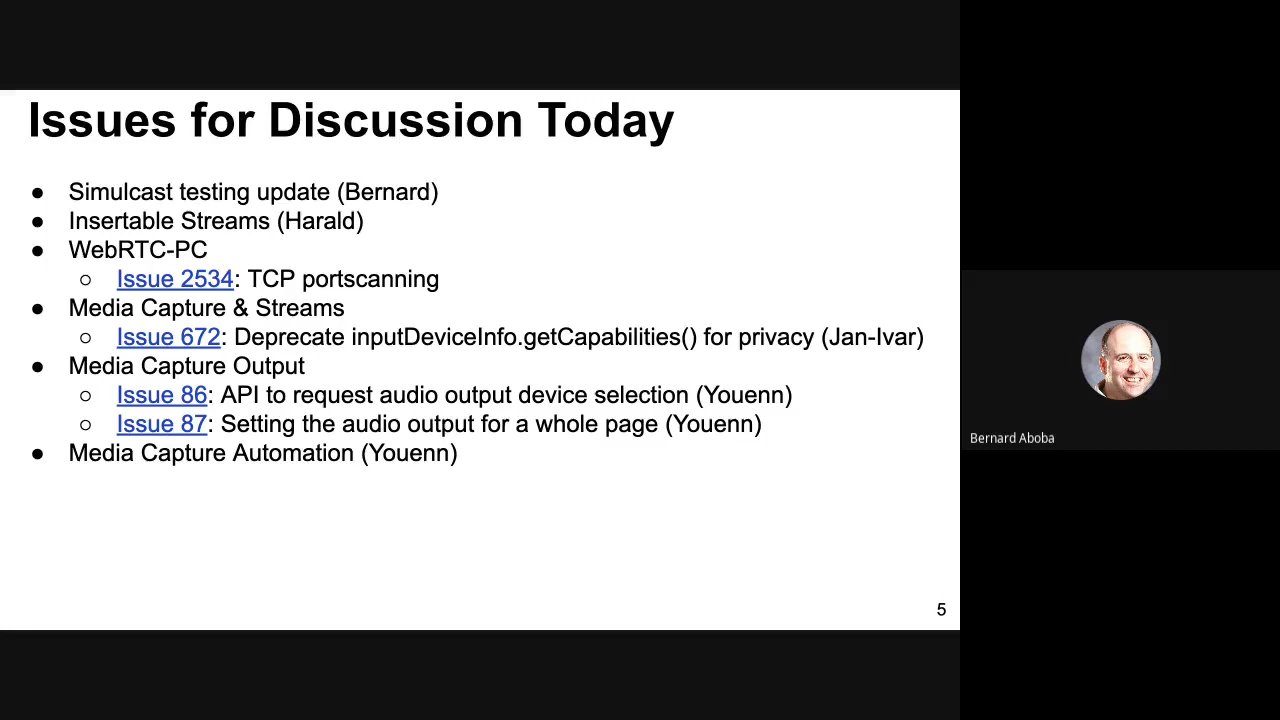 Issues for Discussion Today
● Simulcast testing update (Bernard)
● Insertable Streams (Harald)
● WebRTC-PC
○ Issue 2534: TCP portscanning
● Media Capture & Streams
○ Issue 672: Deprecate inputDeviceInfo.getCapabilities() for privacy (Jan-Ivar)
● Media Capture Output
○ Issue 86: API to request audio output device selection (Youenn)
○ Issue 87: Setting the audio output for a whole page (Youenn)
● Media Capture Automation (Youenn)
5
Bernard Aboba